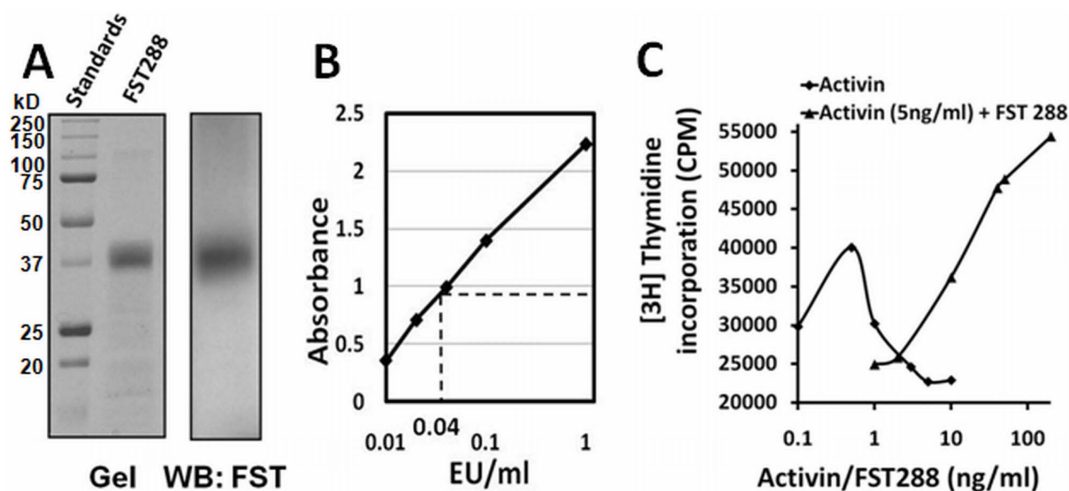 A
Standards
FST288
kD
250
150
100
75
50
37
25
20
Gel
WB: FST
B
Absorbance
2.5
2
1.5
1
0.5
0
0.01
0.04
0.1
1
EU/ml
C
Activin
Activin (5ng/ml) + FST 288
[3H] Thymidine
incorporation (CPM)
55000
50000
45000
40000
35000
30000
25000
20000
0.1
1
10
100
Activin/FST288 (ng/ml)